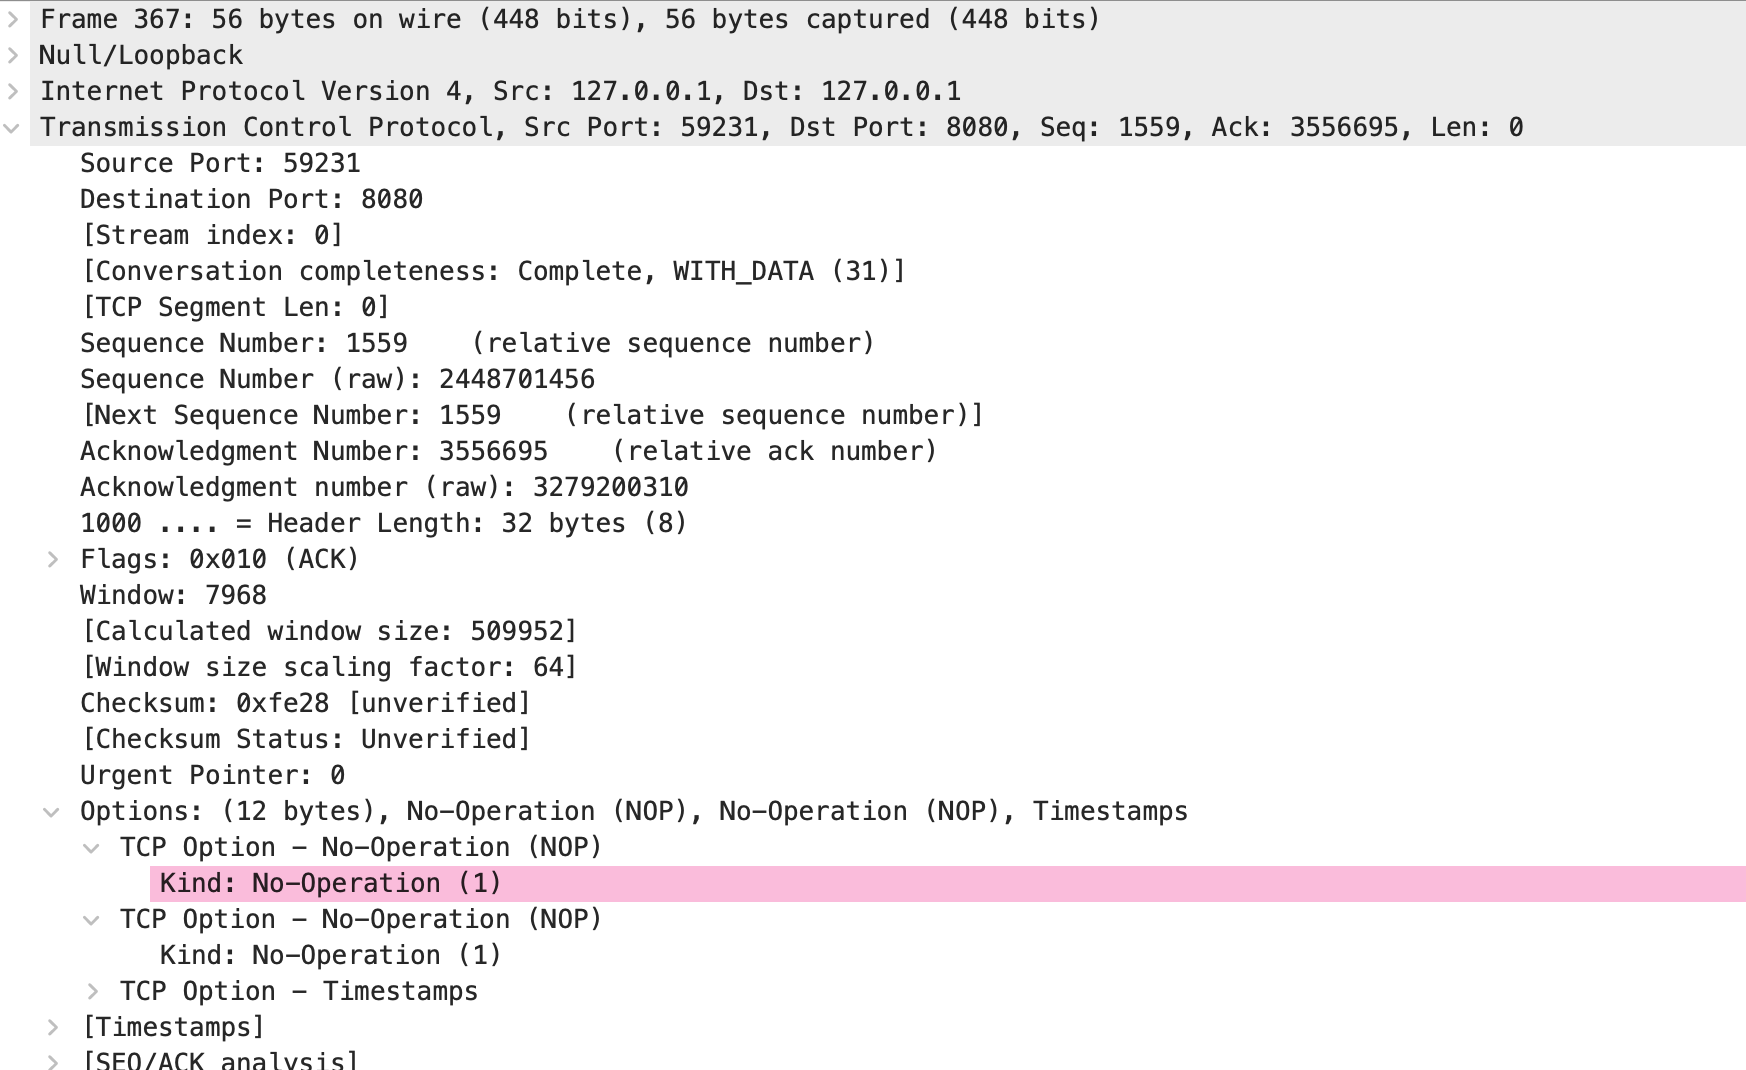 Frame 367: 56 bytes on wire (448 bits), 56 bytes captured (448 bits)
Null/Loopback
Internet Protocol Version 4, Src: 127.0.0.1, Dst: 127.0.0.1
Transmission Control Protocol, Src Port: 59231, Dst Port: 8080, Seq: 1559, Ack: 3556695, Len: 0
Source Port: 59231
Destination Port: 8080
[Stream index: 0]
[Conversation completeness: Complete, WITH_DATA (31)]
[TCP Segment Len: 0]
Sequence Number: 1559    (relative sequence number)
Sequence Number (raw): 2448701456
[Next Sequence Number: 1559    (relative sequence number)]
Acknowledgment Number: 3556695    (relative ack number)
Acknowledgment number (raw): 3279200310
1000 .... = Header Length: 32 bytes (8)
Flags: 0x010 (ACK)
Window: 7968
[Calculated window size: 509952]
[Window size scaling factor: 64]
Checksum: 0xfe28 [unverified]
[Checksum Status: Unverified]
Urgent Pointer: 0
Options: (12 bytes), No-Operation (NOP), No-Operation (NOP), Timestamps
TCP Option - No-Operation (NOP)
Kind: No-Operation (1)
TCP Option - No-Operation (NOP)
Kind: No-Operation (1)
TCP Option - Timestamps
[Timestamps]
[SEQ/ACK analysis]